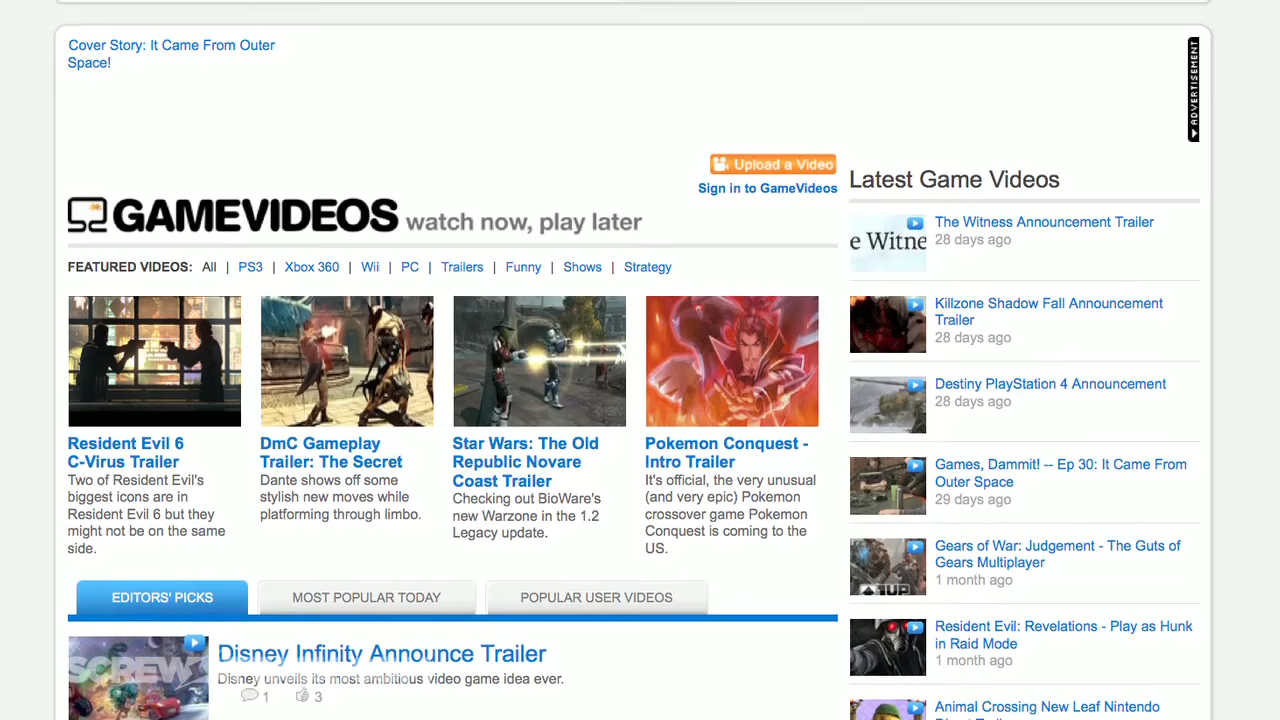 Cover Story: It Came From Outer
Space!
ADVERTISEMENT
Upload a Video
Sign in to GameVideos
GAMEVIDEOS watch now, play later
FEATURED VIDEOS: All | PS3 | Xbox 360 | Wii | PC | Trailers | Funny | Shows | Strategy
Resident Evil 6
C-Virus Trailer
Two of Resident Evil's
biggest icons are in
Resident Evil 6 but they
might not be on the same
side.
DmC Gameplay
Trailer: The Secret
Dante shows off some
stylish new moves while
platforming through limbo.
IGN
Star Wars: The Old
Republic Novare
Coast Trailer
Checking out BioWare's
new Warzone in the 1.2
Legacy update.
Pokemon Conquest -
Intro Trailer
It's official, the very unusual
(and very epic) Pokemon
crossover game Pokemon
Conquest is coming to the
US.
EDITORS' PICKS
MOST POPULAR TODAY
POPULAR USER VIDEOS
SCREW
Disney Infinity Announce Trailer
Disney unveils its most ambitious video game idea ever.
1 3
Latest Game Videos
e Witne
The Witness Announcement Trailer
28 days ago
Killzone Shadow Fall Announcement
Trailer
28 days ago
Destiny PlayStation 4 Announcement
28 days ago
Games, Dammit! -- Ep 30: It Came From
Outer Space
29 days ago
1UP
Gears of War: Judgement - The Guts of
Gears Multiplayer
1 month ago
Resident Evil: Revelations - Play as Hunk
in Raid Mode
1 month ago
Animal Crossing New Leaf Nintendo